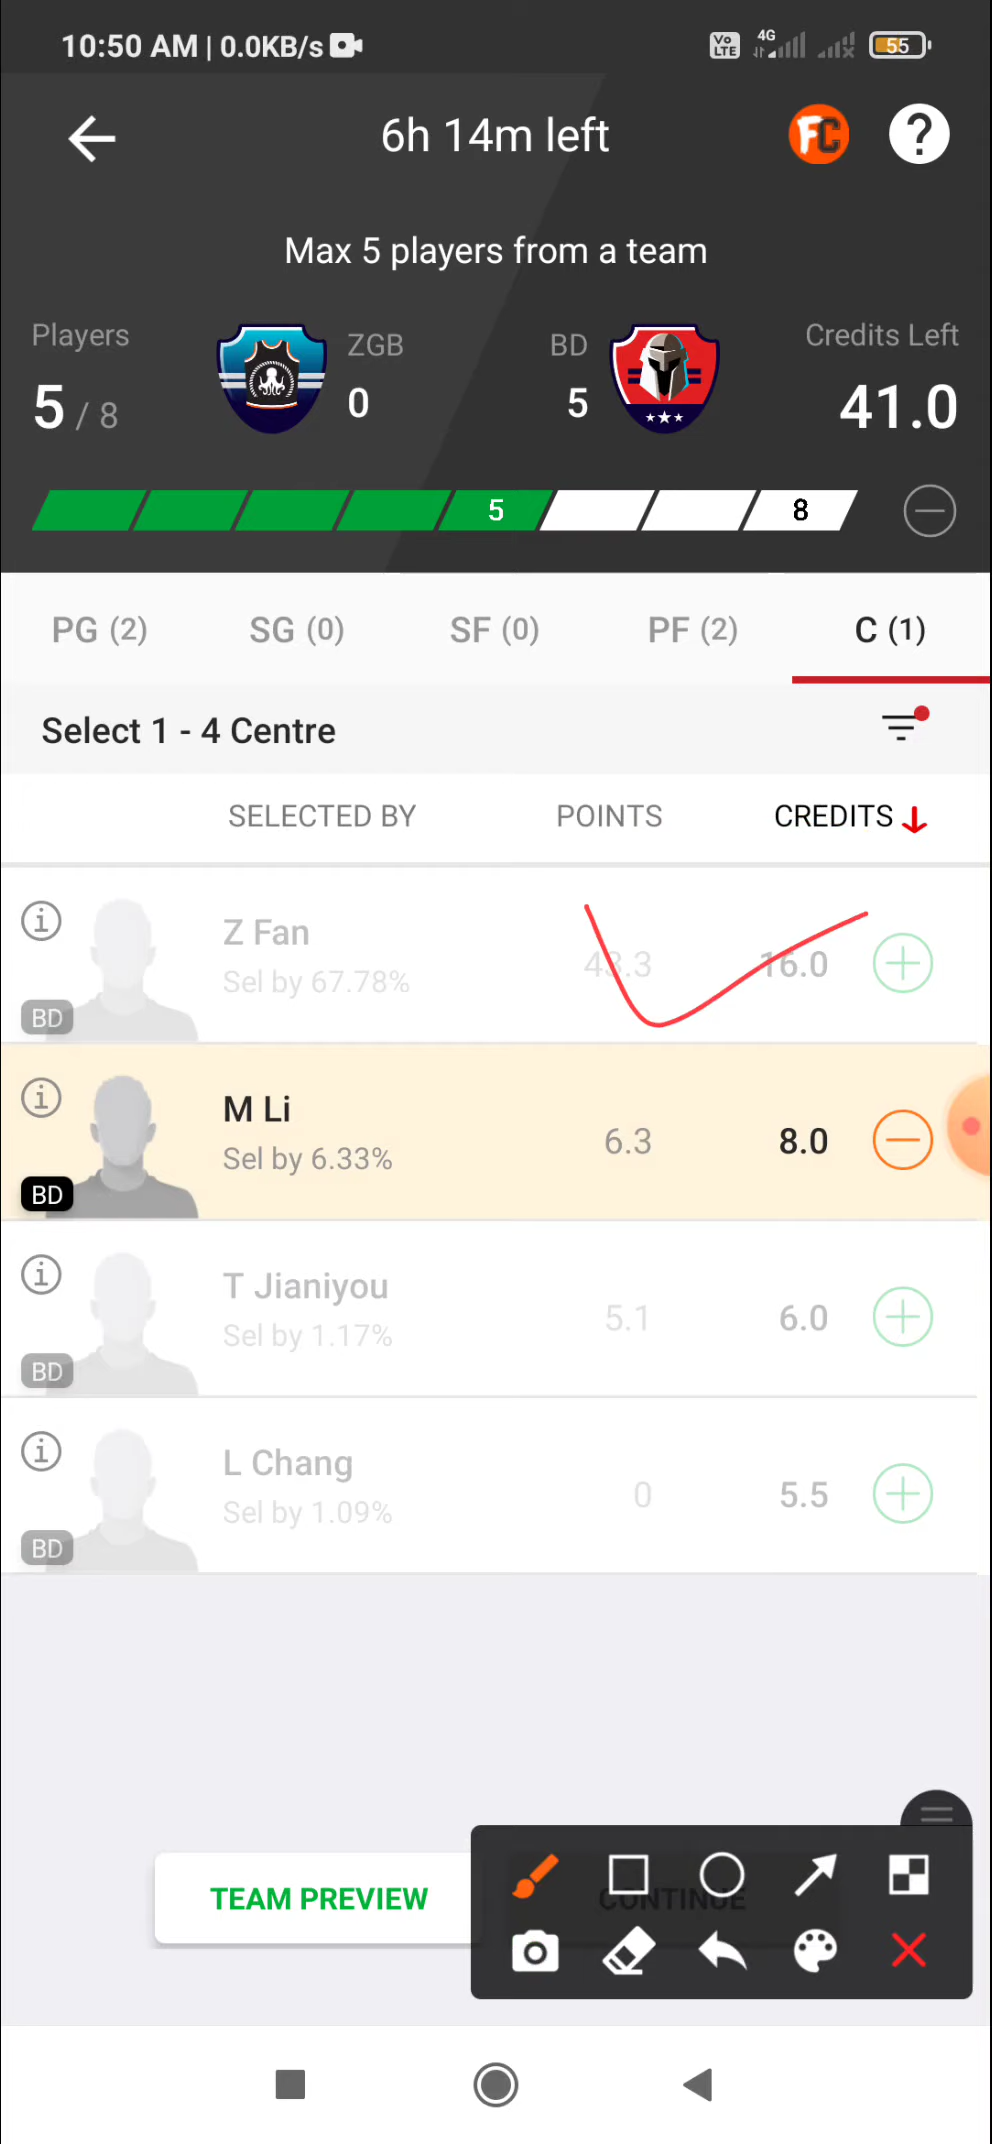 10:50 AM | 0.0KB/s
Vo LTE 4G 55
6h 14m left
FC ?
Max 5 players from a team
Players ZGB BD Credits Left
5 / 8 0 5 41.0
5 8
PG (2) SG (0) SF (0) PF (2) C (1)
Select 1 - 4 Centre
SELECTED BY POINTS CREDITS
Z Fan
Sel by 67.78% 43.3 16.0
BD
M Li
Sel by 6.33% 6.3 8.0
BD
T Jianiyou
Sel by 1.17% 5.1 6.0
BD
L Chang
Sel by 1.09% 0 5.5
BD
TEAM PREVIEW CONTINUE